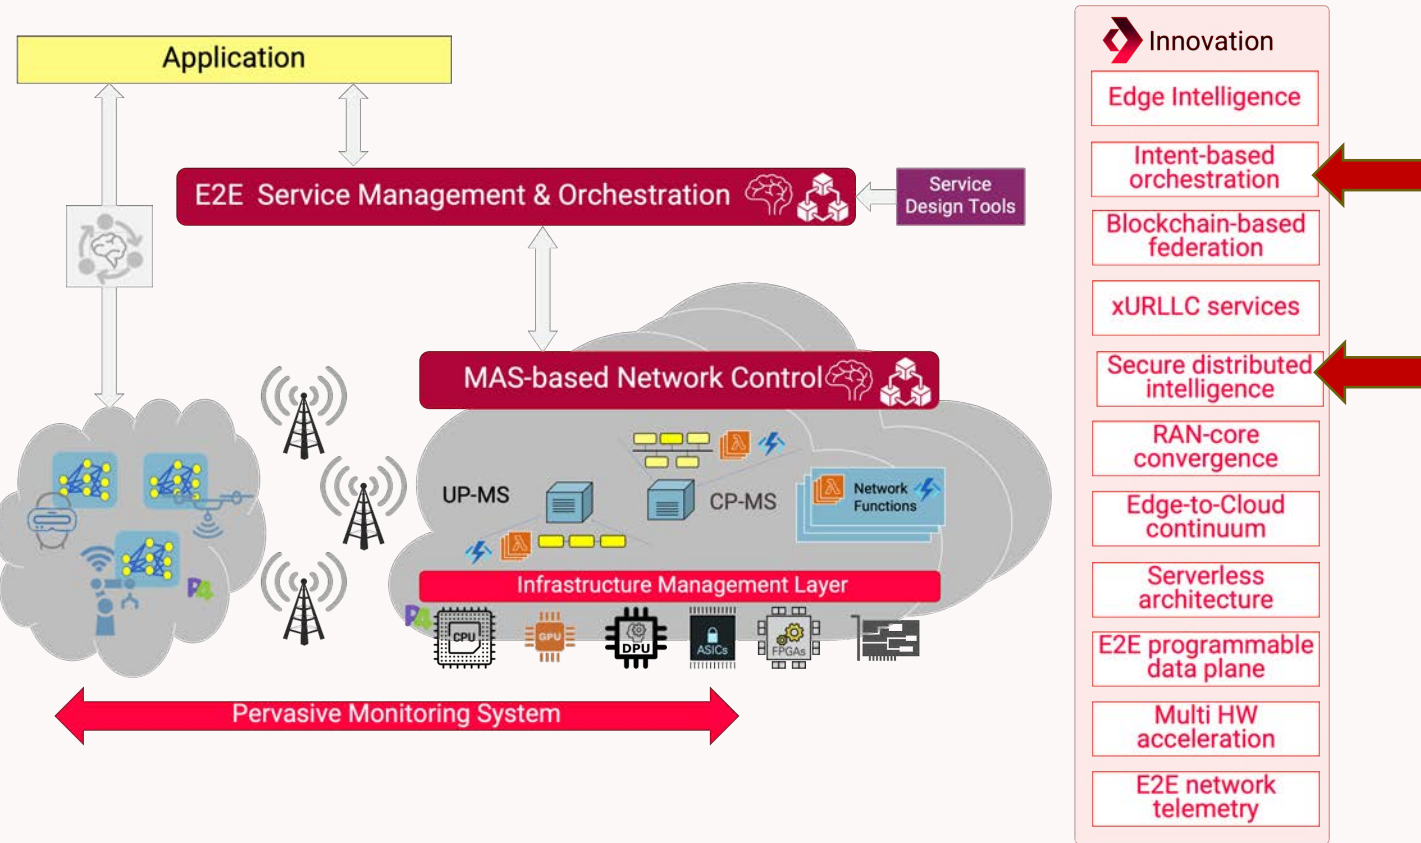 Application
E2E Service Management & Orchestration
Service
Design Tools
MAS-based Network Control
UP-MS
CP-MS
λ
λ
λ
Network
Functions
Infrastructure Management Layer
P4
P4
CPU
GPU
DPU
ASICs
FPGAs
Pervasive Monitoring System
Innovation
Edge Intelligence
Intent-based
orchestration
Blockchain-based
federation
xURLLC services
Secure distributed
intelligence
RAN-core
convergence
Edge-to-Cloud
continuum
Serverless
architecture
E2E programmable
data plane
Multi HW
acceleration
E2E network
telemetry